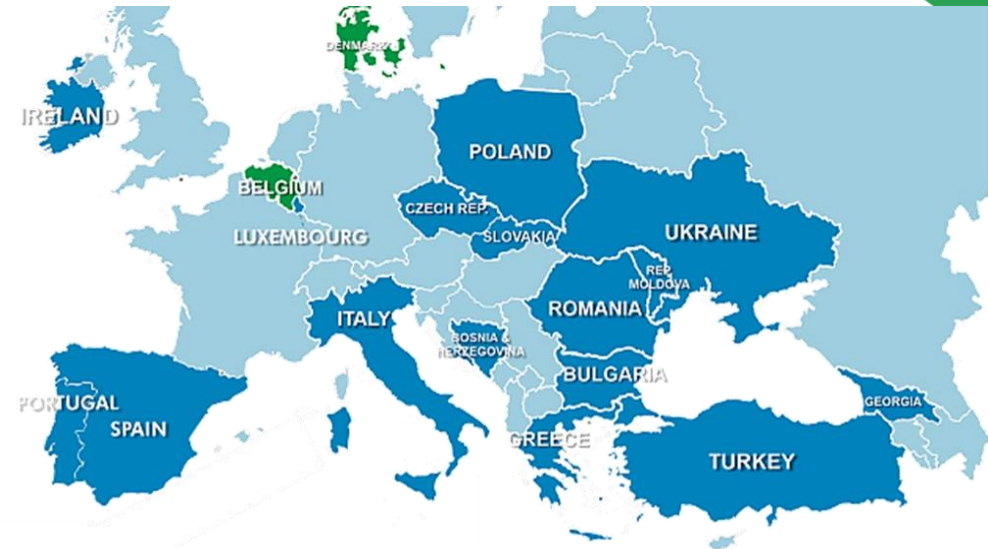 DENMARK
IRELAND
POLAND
BELGIUM
CZECH REP.
LUXEMBOURG
SLOVAKIA
UKRAINE
REP.
MOLDOVA
ROMANIA
ITALY
BOSNIA &
HERZEGOVINA
BULGARIA
PORTUGAL
SPAIN
GEORGIA
GREECE
TURKEY